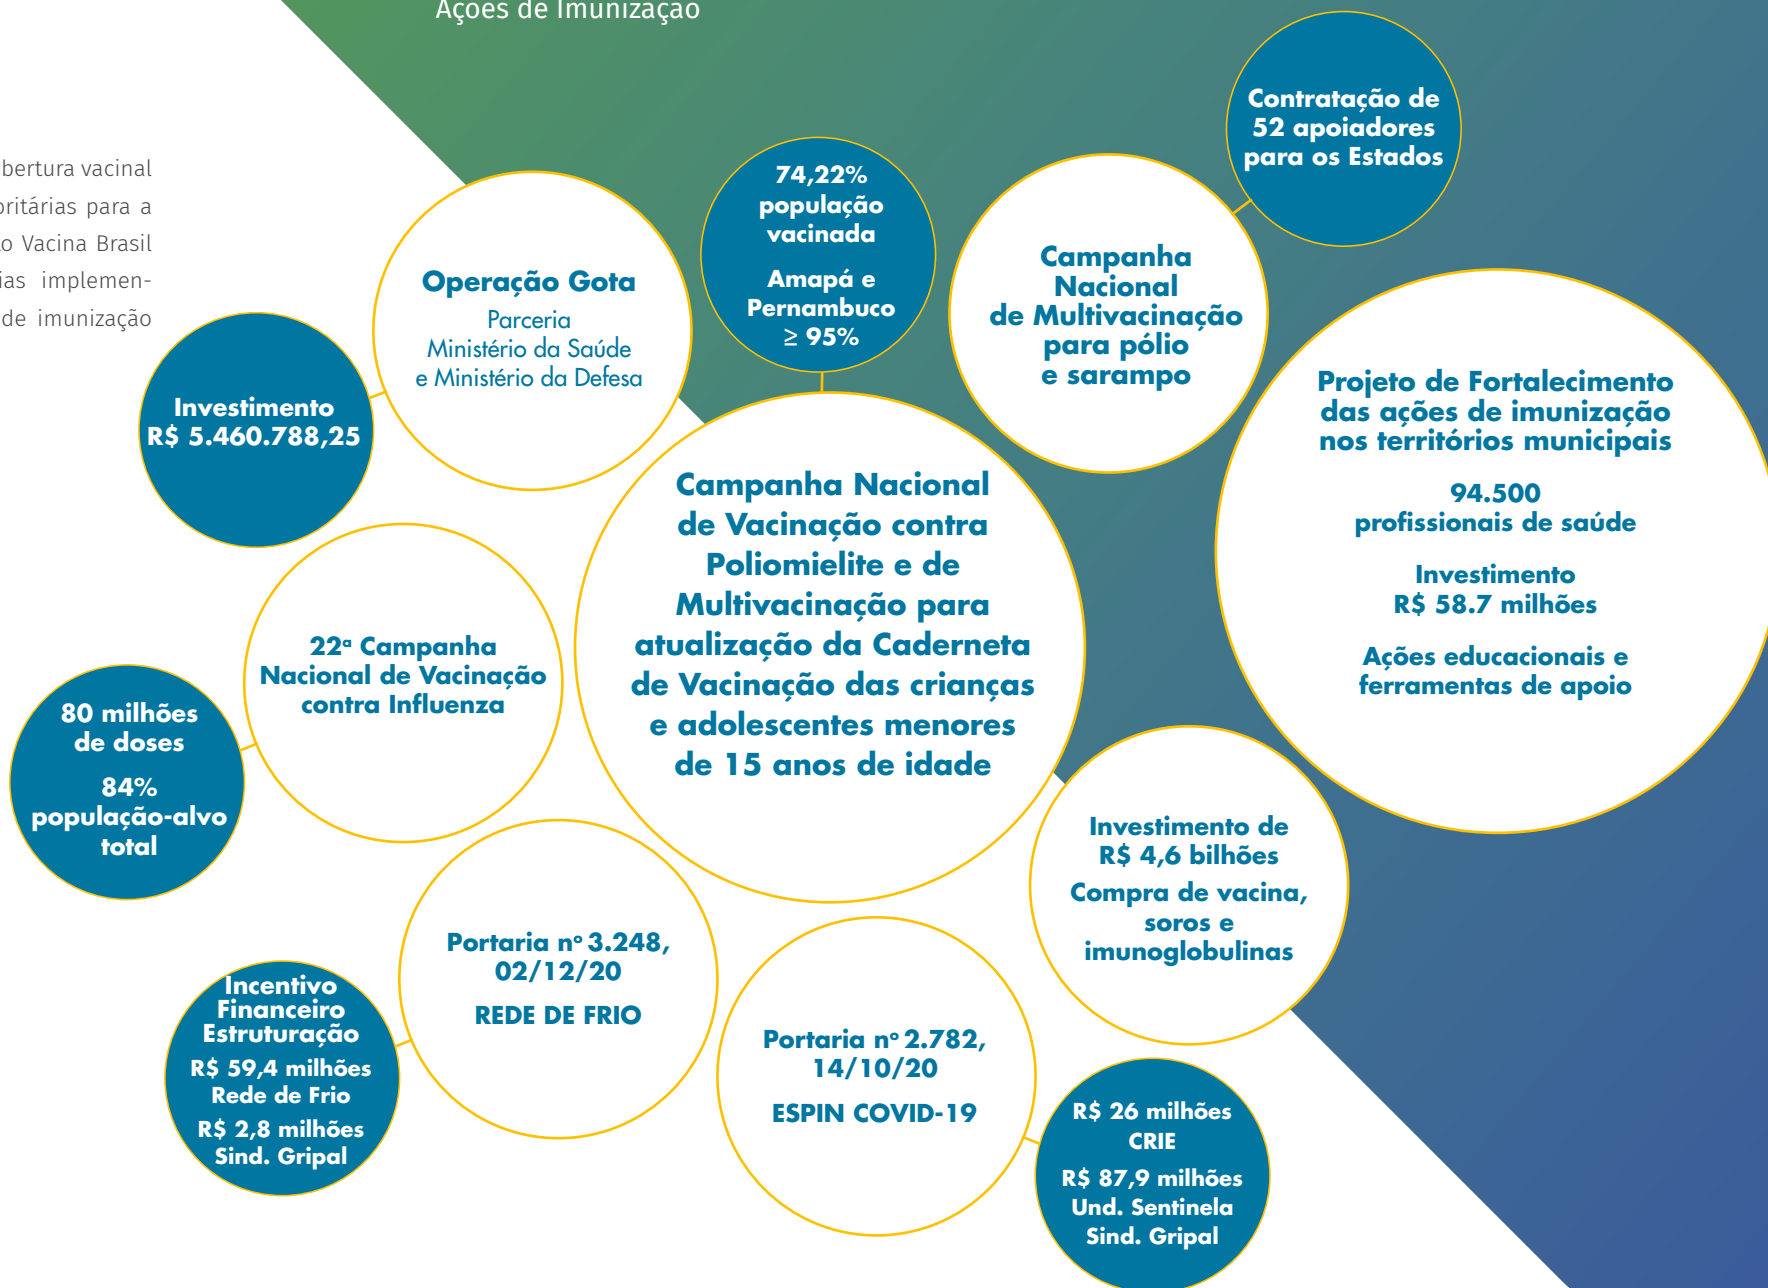 Ações de Imunização
bertura vacinal
oritárias para a
o Vacina Brasil
ias implemen-
de imunização
Contratação de
52 apoiadores
para os Estados
74,22%
população
vacinada
Amapá e
Pernambuco
≥ 95%
Operação Gota
Parceria
Ministério da Saúde
e Ministério da Defesa
Investimento
R$ 5.460.788,25
Campanha
Nacional
de Multivacinação
para pólio
e sarampo
Projeto de Fortalecimento
das ações de imunização
nos territórios municipais
94.500
profissionais de saúde
Investimento
R$ 58.7 milhões
Ações educacionais e
ferramentas de apoio
Campanha Nacional
de Vacinação contra
Poliomielite e de
Multivacinação para
atualização da Caderneta
de Vacinação das crianças
e adolescentes menores
de 15 anos de idade
22ª Campanha
Nacional de Vacinação
contra Influenza
80 milhões
de doses
84%
população-alvo
total
Investimento de
R$ 4,6 bilhões
Compra de vacina,
soros e
imunoglobulinas
Portaria nº 3.248,
02/12/20
REDE DE FRIO
Incentivo
Financeiro
Estruturação
R$ 59,4 milhões
Rede de Frio
R$ 2,8 milhões
Sind. Gripal
Portaria nº 2.782,
14/10/20
ESPIN COVID-19
R$ 26 milhões
CRIE
R$ 87,9 milhões
Und. Sentinela
Sind. Gripal